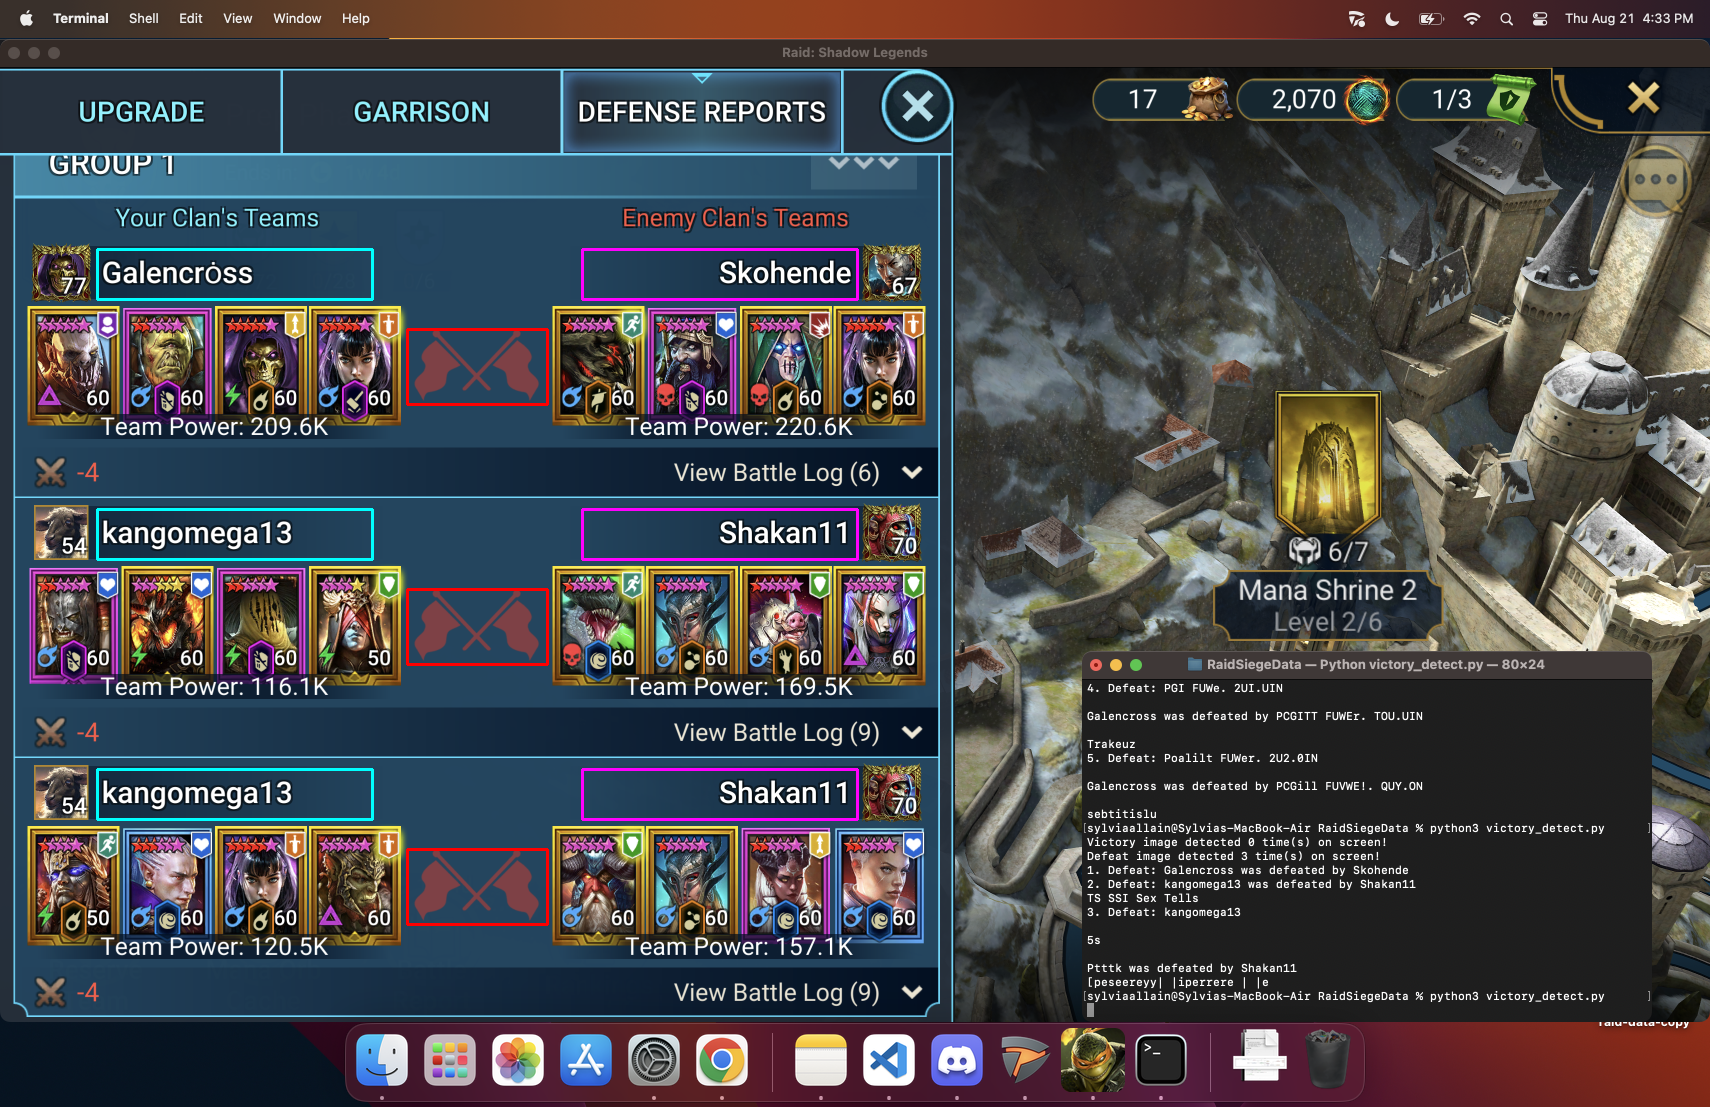 Terminal Shell Edit View Window Help
Thu Aug 21 4:33 PM
Raid: Shadow Legends
UPGRADE
GARRISON
DEFENSE REPORTS
17
2,070
1/3
GROUP 1
Your Clan's Teams
Enemy Clan's Teams
77
Galencrȯss
Skohende
67
60
60
60
60
60
60
60
60
Team Power: 209.6K
Team Power: 220.6K
-4
View Battle Log (6)
54
kangomega13
Shakan11
70
60
60
60
50
60
60
60
60
Team Power: 116.1K
Team Power: 169.5K
-4
View Battle Log (9)
54
kangomega13
Shakan11
70
50
60
60
60
60
60
60
60
Team Power: 120.5K
Team Power: 157.1K
-4
View Battle Log (9)
6/7
Mana Shrine 2
Level 2/6
RaidSiegeData — Python victory_detect.py — 80×24
4. Defeat: PGI FUWe. 2UI.UIN
Galencross was defeated by PCGITT FUWEr. TOU.UIN
Trakeuz
5. Defeat: Poalilt FUWer. 2U2.0IN
Galencross was defeated by PCGill FUVWE!. QUY.ON
sebtitislu
[sylviaallain@Sylvias-MacBook-Air RaidSiegeData % python3 victory_detect.py ]
Victory image detected 0 time(s) on screen!
Defeat image detected 3 time(s) on screen!
1. Defeat: Galencross was defeated by Skohende
2. Defeat: kangomega13 was defeated by Shakan11
TS SSI Sex Tells
3. Defeat: kangomega13
5s
Ptttk was defeated by Shakan11
[peseereyy| |iperrere | |e
[sylviaallain@Sylvias-MacBook-Air RaidSiegeData % python3 victory_detect.py ]
raid-data-copy